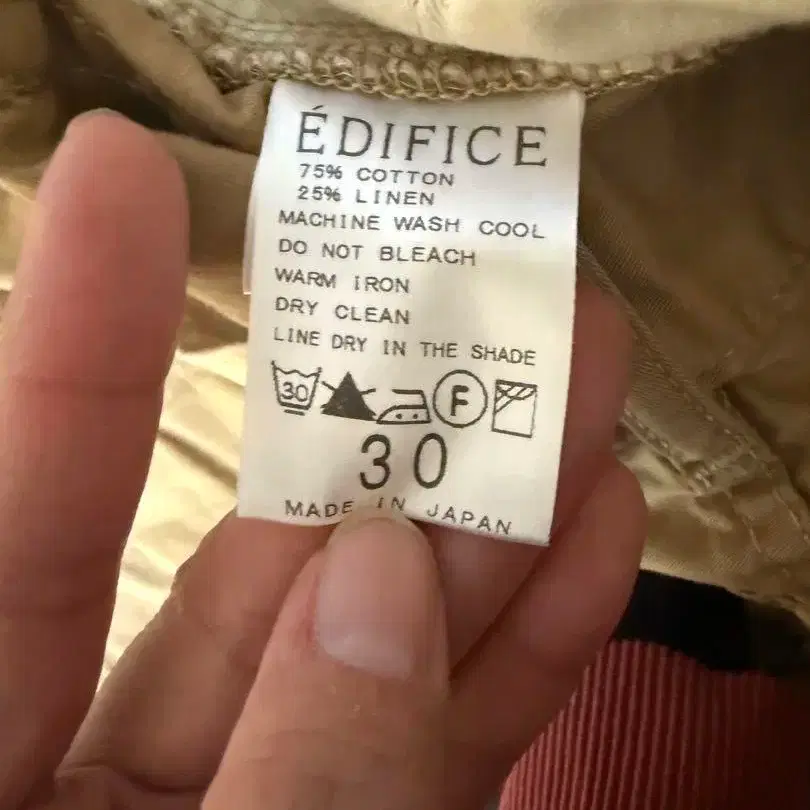 ÉDIFICE
75% COTTON
25% LINEN
MACHINE WASH COOL
DO NOT BLEACH
WARM IRON
DRY CLEAN
LINE DRY IN THE SHADE
30 F
30
MADE IN JAPAN